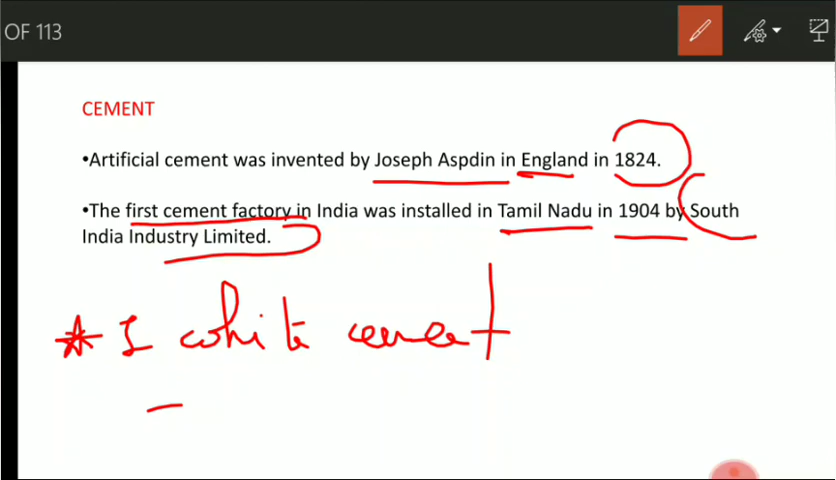 OF 113
CEMENT
•Artificial cement was invented by Joseph Aspdin in England in 1824.
•The first cement factory in India was installed in Tamil Nadu in 1904 by South
India Industry Limited.
* I white cement